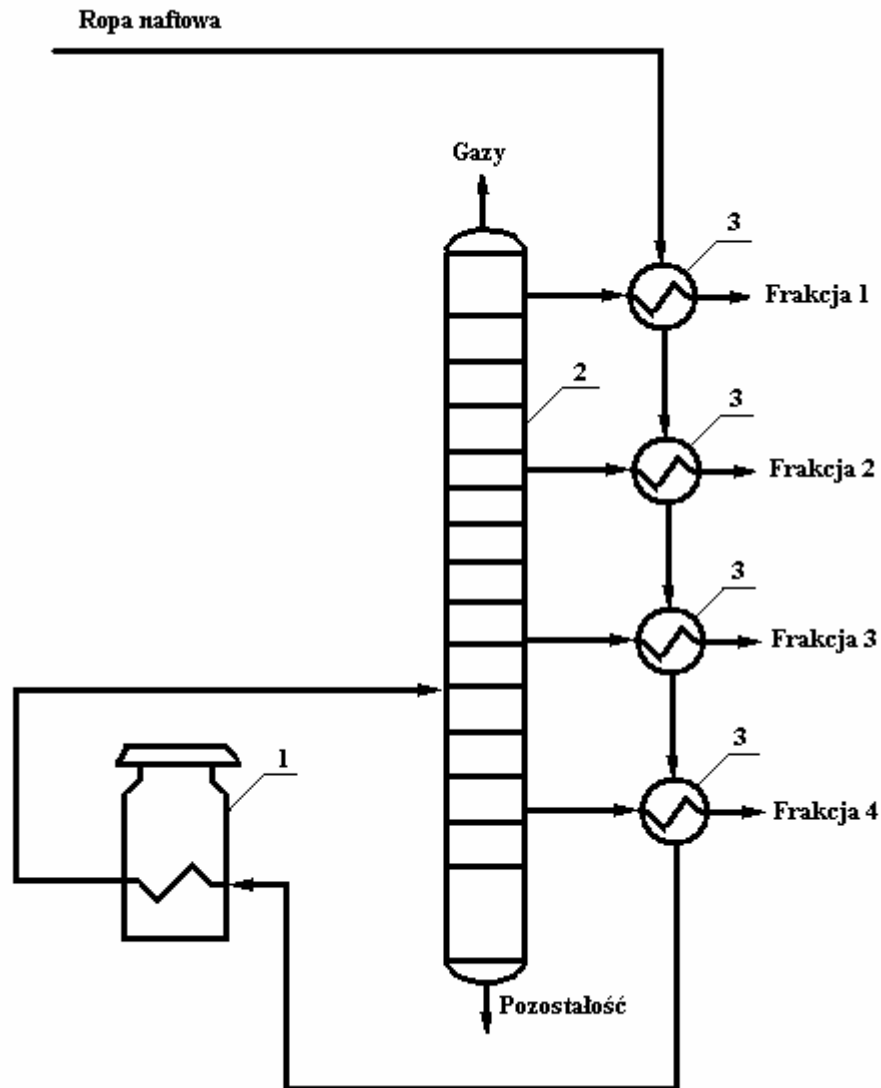 Ropa naftowa
Gazy
3
Frakcja 1
2
3
Frakcja 2
3
Frakcja 3
1
3
Frakcja 4
Pozostałość